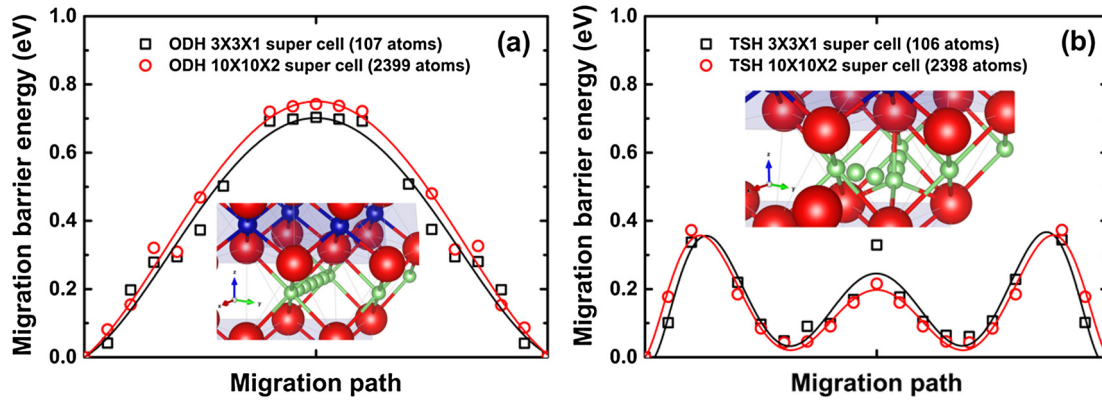 1.0
0.8
0.6
0.4
0.2
0.0
Migration barrier energy (eV)
ODH 3X3X1 super cell (107 atoms)
ODH 10X10X2 super cell (2399 atoms)
(a)
z
x
y
Migration path
1.0
0.8
0.6
0.4
0.2
0.0
Migration barrier energy (eV)
TSH 3X3X1 super cell (106 atoms)
TSH 10X10X2 super cell (2398 atoms)
(b)
z
y
Migration path